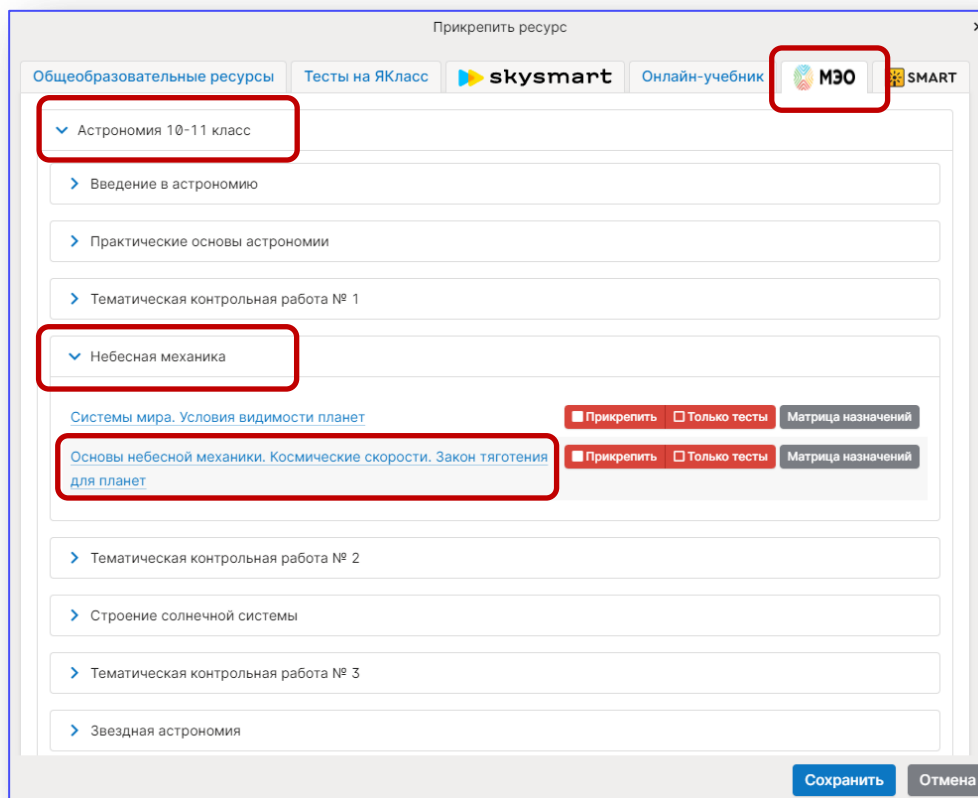 Прикрепить ресурс
Общеобразовательные ресурсы
Тесты на ЯКласс
skysmart
Онлайн-учебник
МЭО
SMART
Астрономия 10-11 класс
Введение в астрономию
Практические основы астрономии
Тематическая контрольная работа № 1
Небесная механика
Системы мира. Условия видимости планет
Прикрепить
Только тесты
Матрица назначений
Основы небесной механики. Космические скорости. Закон тяготения
для планет
Прикрепить
Только тесты
Матрица назначений
Тематическая контрольная работа № 2
Строение солнечной системы
Тематическая контрольная работа № 3
Звездная астрономия
Сохранить
Отмена